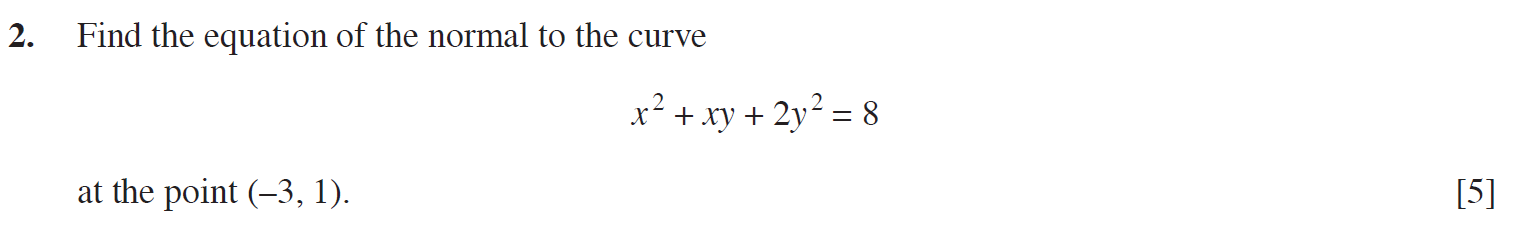 2. Find the equation of the normal to the curve
x² + xy + 2y² = 8
at the point (–3, 1). [5]